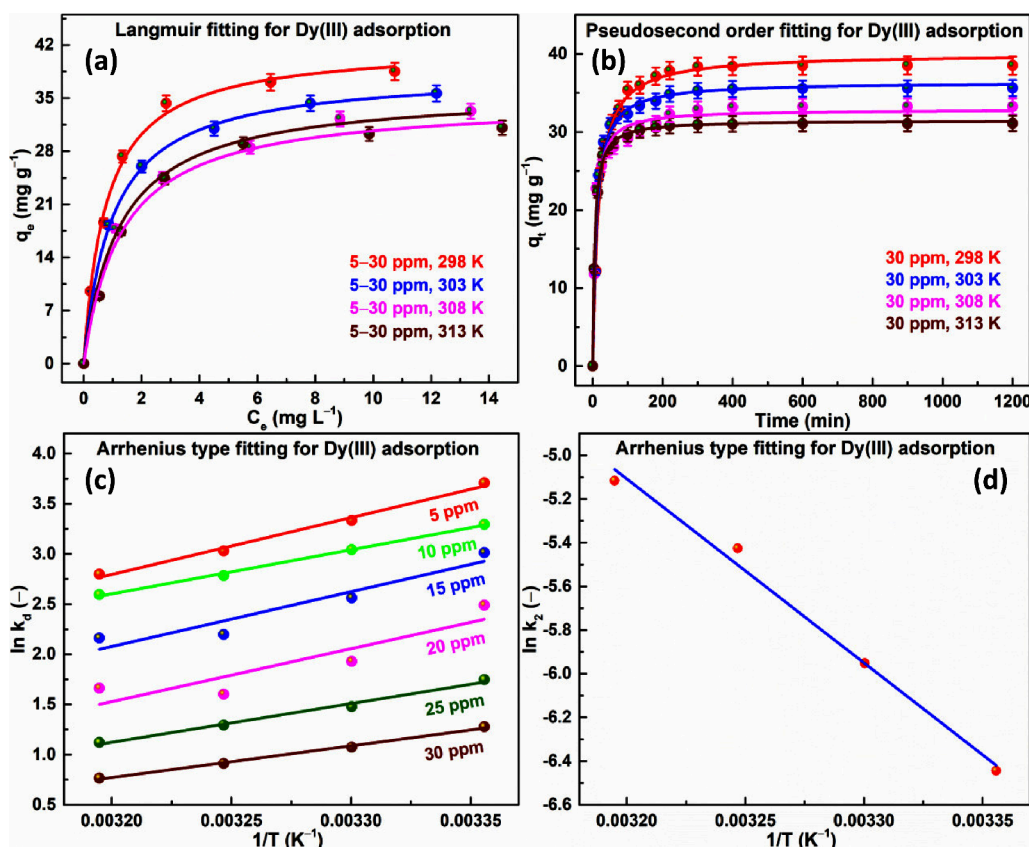 Langmuir fitting for Dy(III) adsorption
(a)
42
35
28
21
14
7
0
qₑ (mg g⁻¹)
5–30 ppm, 298 K
5–30 ppm, 303 K
5–30 ppm, 308 K
5–30 ppm, 313 K
0 2 4 6 8 10 12 14
Cₑ (mg L⁻¹)
Pseudosecond order fitting for Dy(III) adsorption
(b)
40
30
20
10
0
qₜ (mg g⁻¹)
30 ppm, 298 K
30 ppm, 303 K
30 ppm, 308 K
30 ppm, 313 K
0 200 400 600 800 1000 1200
Time (min)
Arrhenius type fitting for Dy(III) adsorption
(c)
4.0
3.5
3.0
2.5
2.0
1.5
1.0
0.5
ln k_d (–)
5 ppm
10 ppm
15 ppm
20 ppm
25 ppm
30 ppm
0.00320 0.00325 0.00330 0.00335
1/T (K⁻¹)
Arrhenius type fitting for Dy(III) adsorption
(d)
-5.0
-5.2
-5.4
-5.6
-5.8
-6.0
-6.2
-6.4
-6.6
ln k₂ (–)
0.00320 0.00325 0.00330 0.00335
1/T (K⁻¹)